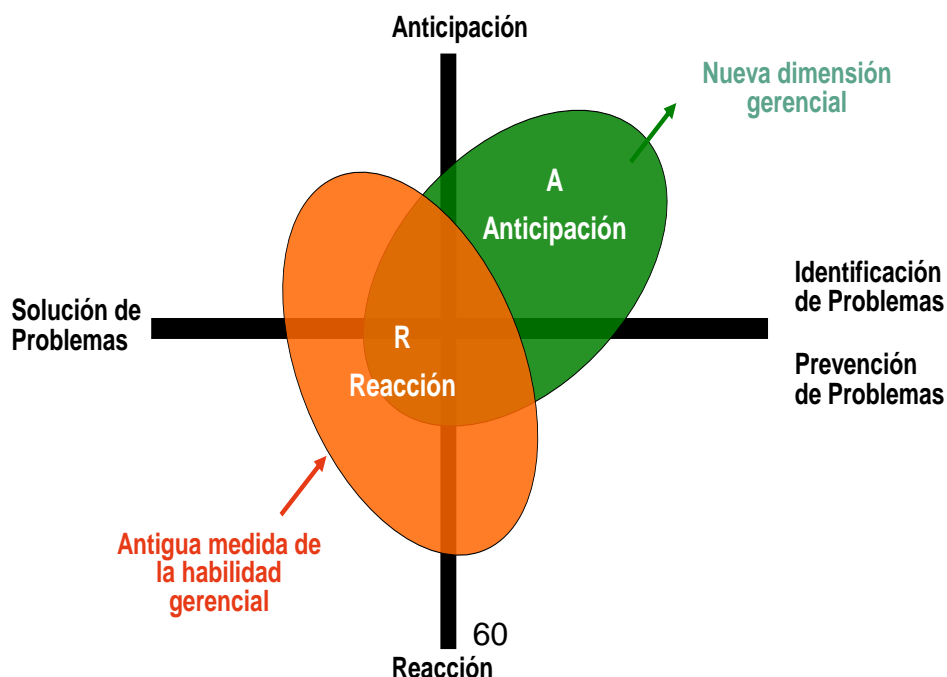 Anticipación
Nueva dimensión
gerencial
A
Anticipación
Identificación
de Problemas
Solución de
Problemas
R
Reacción
Prevención
de Problemas
Antigua medida de
la habilidad
gerencial
60
Reacción